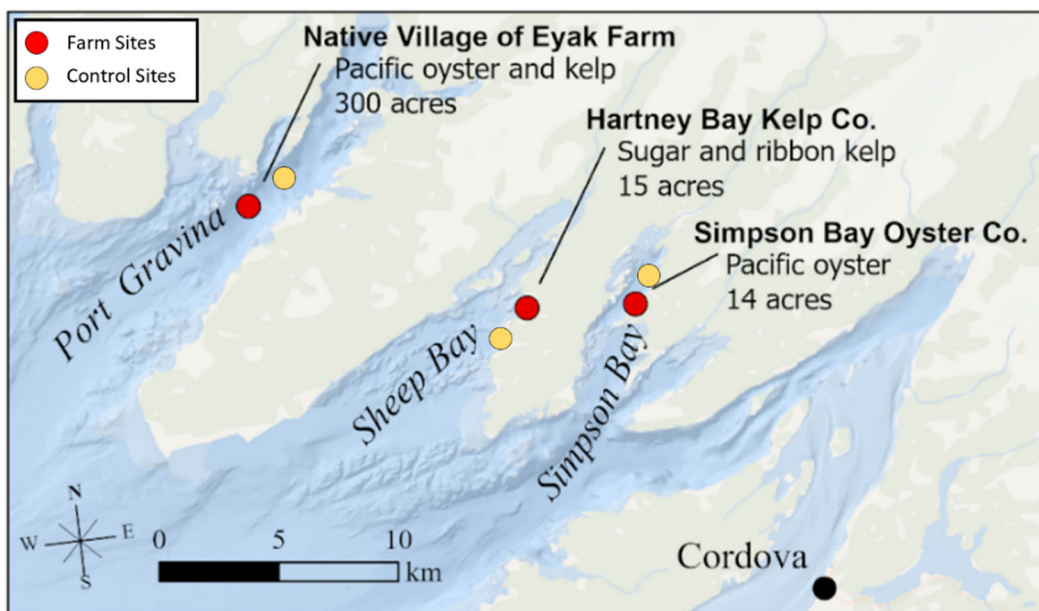 Farm Sites
Control Sites
Native Village of Eyak Farm
Pacific oyster and kelp
300 acres
Hartney Bay Kelp Co.
Sugar and ribbon kelp
15 acres
Simpson Bay Oyster Co.
Pacific oyster
14 acres
Port Gravina
Sheep Bay
Simpson Bay
N
W E
S
0 5 10
km
Cordova